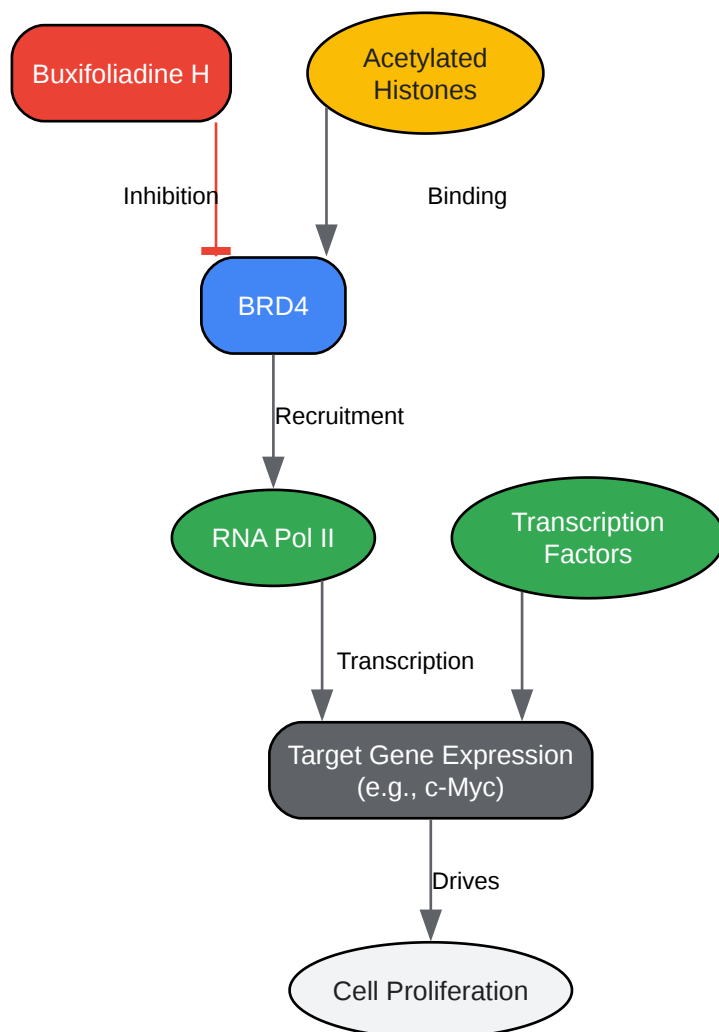 Buxifoliadine H
Acetylated
Histones
Inhibition
Binding
BRD4
Recruitment
RNA Pol II
Transcription
Factors
Transcription
Target Gene Expression
(e.g., c-Myc)
Drives
Cell Proliferation